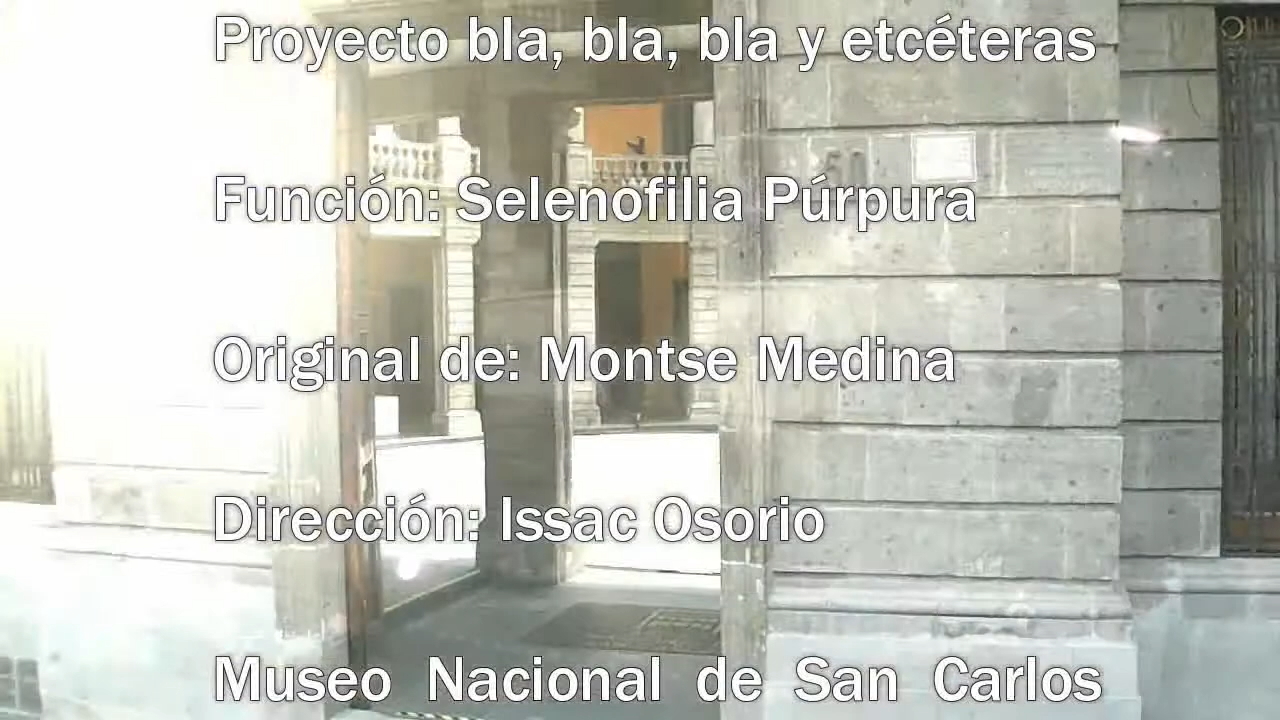 Proyecto bla, bla, bla y etcéteras
Función: Selenofilia Púrpura
Original de: Montse Medina
Dirección: Issac Osorio
Museo Nacional de San Carlos